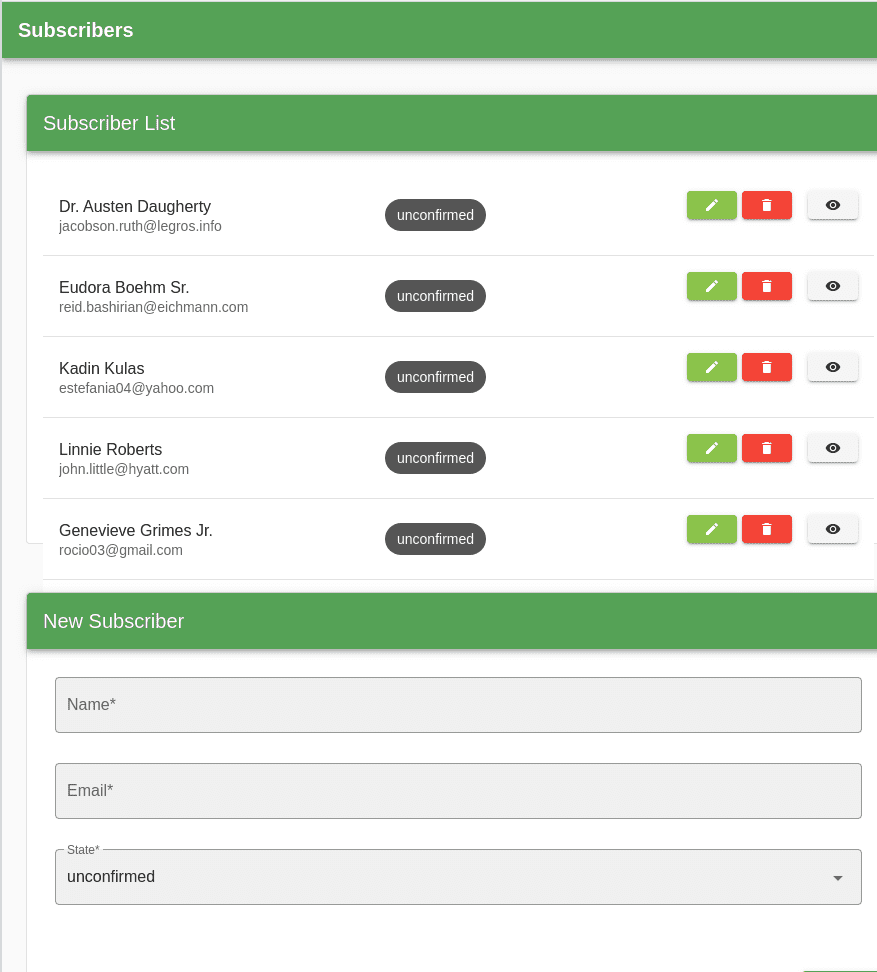 Subscribers
Subscriber List
Dr. Austen Daugherty
jacobson.ruth@legros.info
unconfirmed
Eudora Boehm Sr.
reid.bashirian@eichmann.com
unconfirmed
Kadin Kulas
estefania04@yahoo.com
unconfirmed
Linnie Roberts
john.little@hyatt.com
unconfirmed
Genevieve Grimes Jr.
rocio03@gmail.com
unconfirmed
New Subscriber
Name*
Email*
State*
unconfirmed